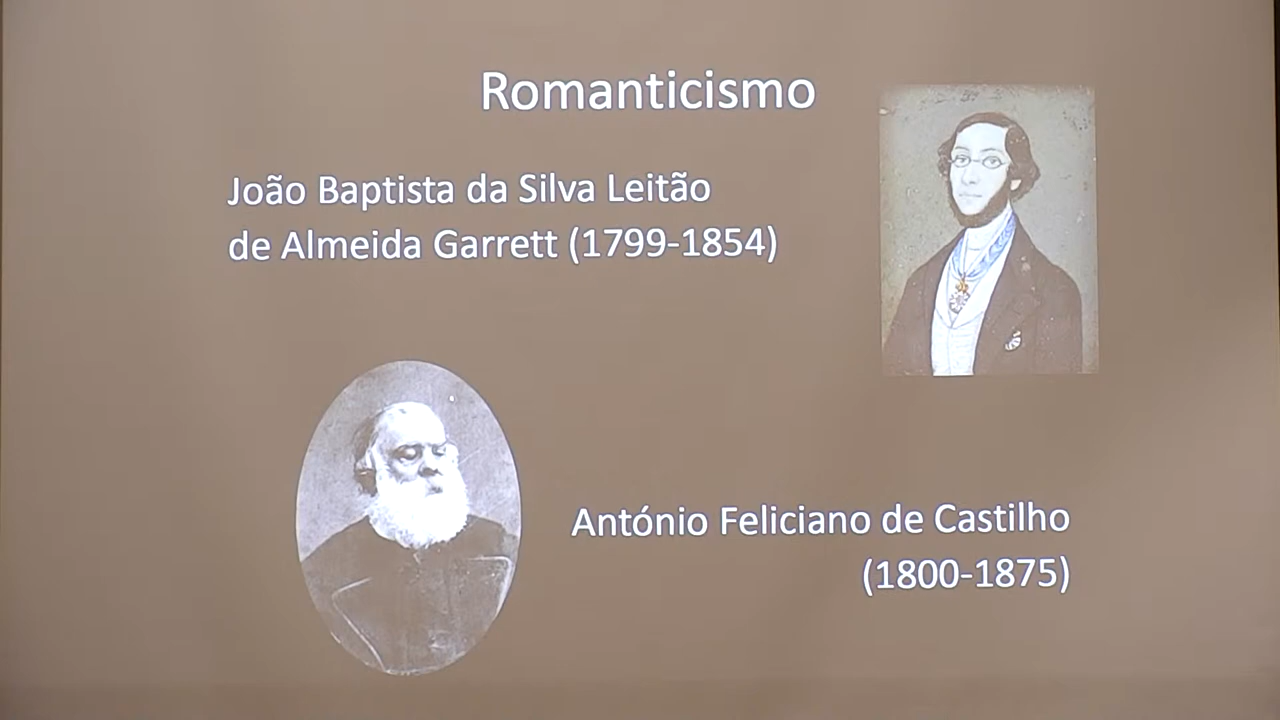 Romanticismo
João Baptista da Silva Leitão
de Almeida Garrett (1799-1854)
António Feliciano de Castilho
(1800-1875)